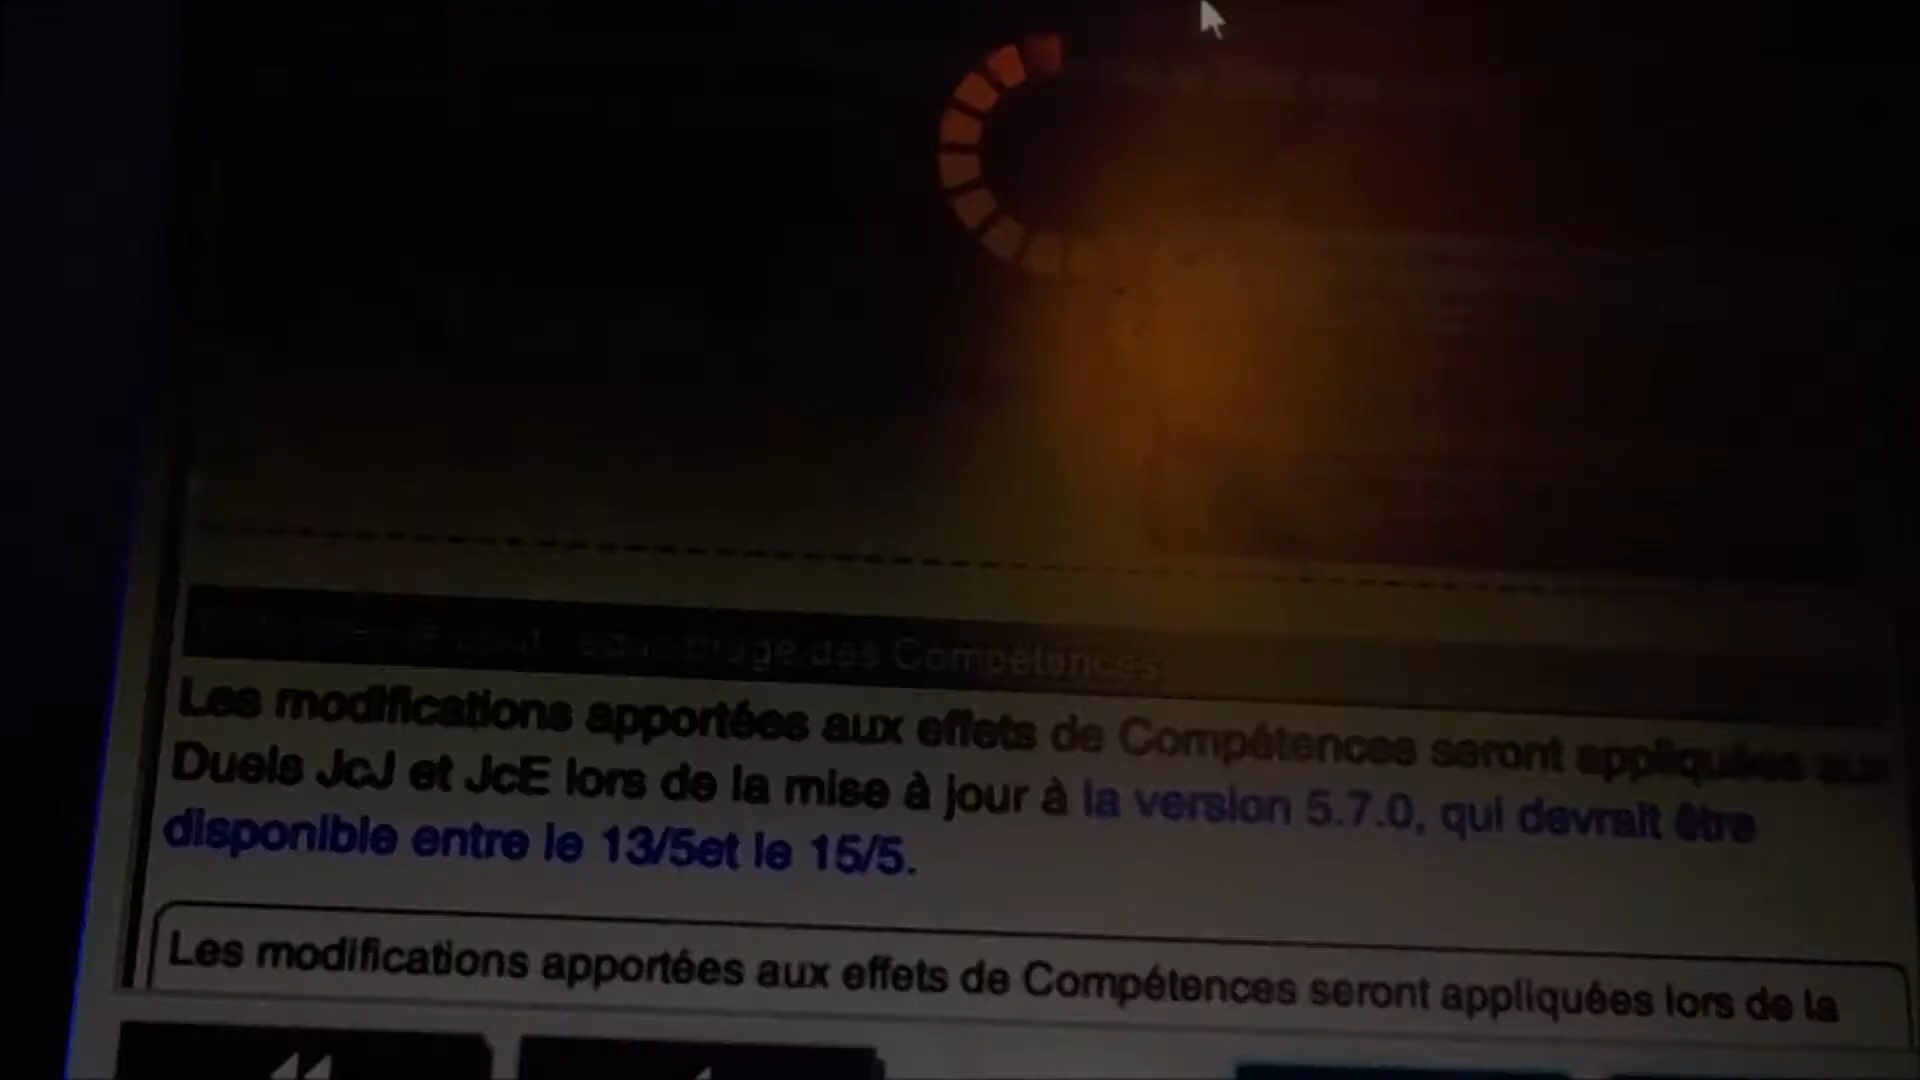 des Compétences
Les modifications apportées aux effets de Compétences seront appliquées aux
Duels JcJ et JcE lors de la mise à jour à la version 5.7.0, qui devrait être
disponible entre le 13/5et le 15/5.
Les modifications apportées aux effets de Compétences seront appliquées lors de la